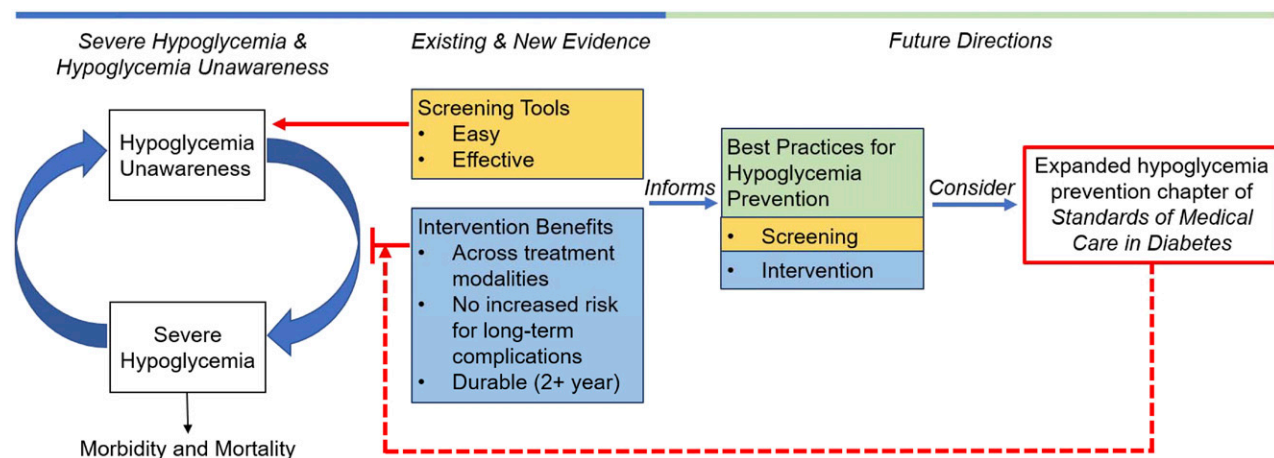 Severe Hypoglycemia &
Hypoglycemia Unawareness
Existing & New Evidence
Future Directions
Hypoglycemia
Unawareness
Severe
Hypoglycemia
Morbidity and Mortality
Screening Tools
• Easy
• Effective
Intervention Benefits
• Across treatment
modalities
• No increased risk
for long-term
complications
• Durable (2+ year)
Informs
Best Practices for
Hypoglycemia
Prevention
• Screening
• Intervention
Consider
Expanded hypoglycemia
prevention chapter of
Standards of Medical
Care in Diabetes